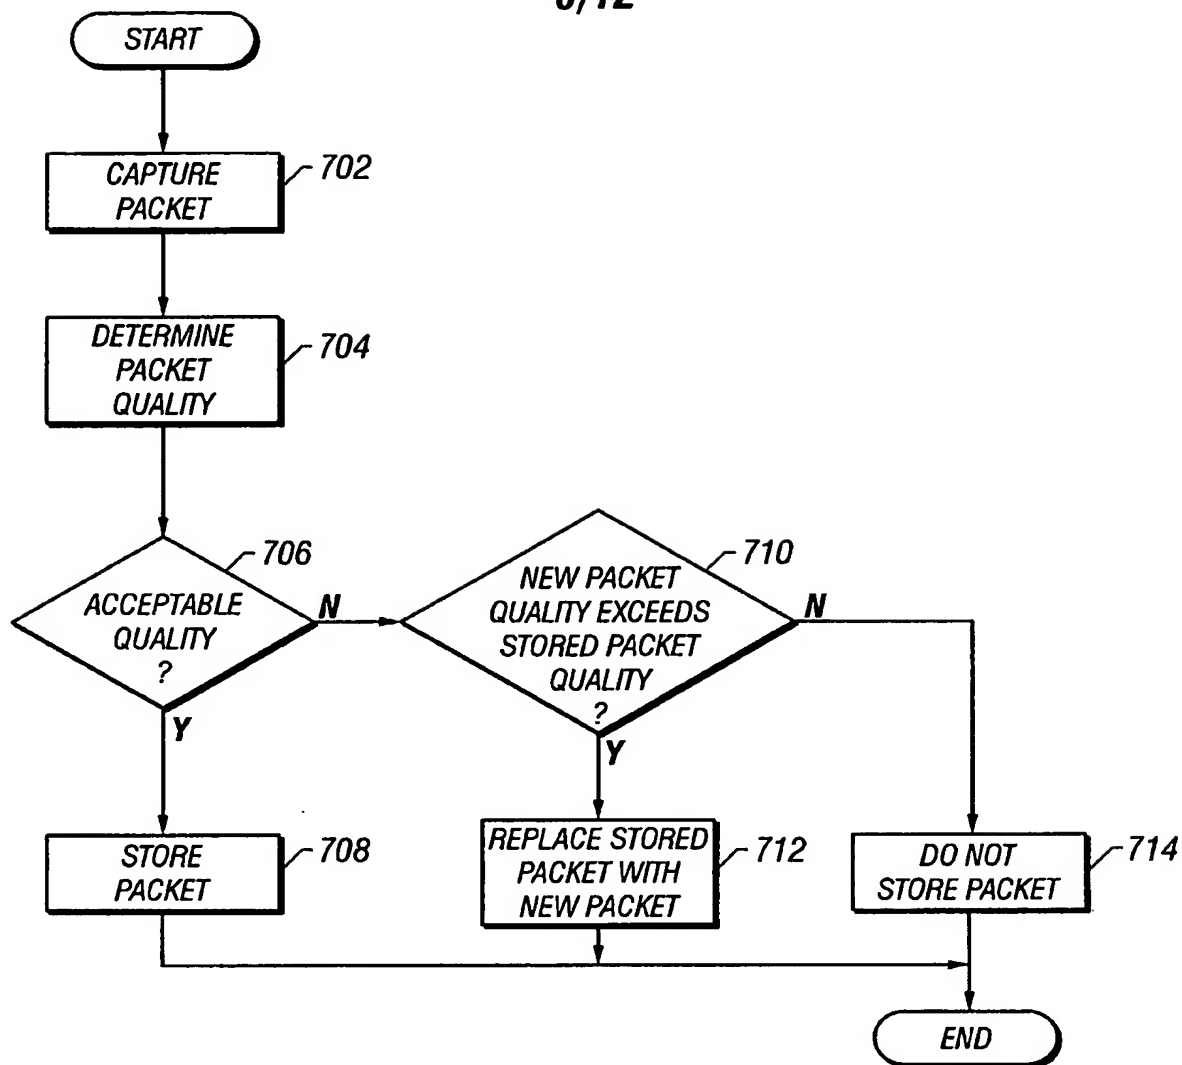 START
CAPTURE
PACKET
702
DETERMINE
PACKET
QUALITY
704
ACCEPTABLE
QUALITY
?
706
N
Y
NEW PACKET
QUALITY EXCEEDS
STORED PACKET
QUALITY
?
710
N
Y
STORE
PACKET
708
REPLACE STORED
PACKET WITH
NEW PACKET
712
DO NOT
STORE PACKET
714
END